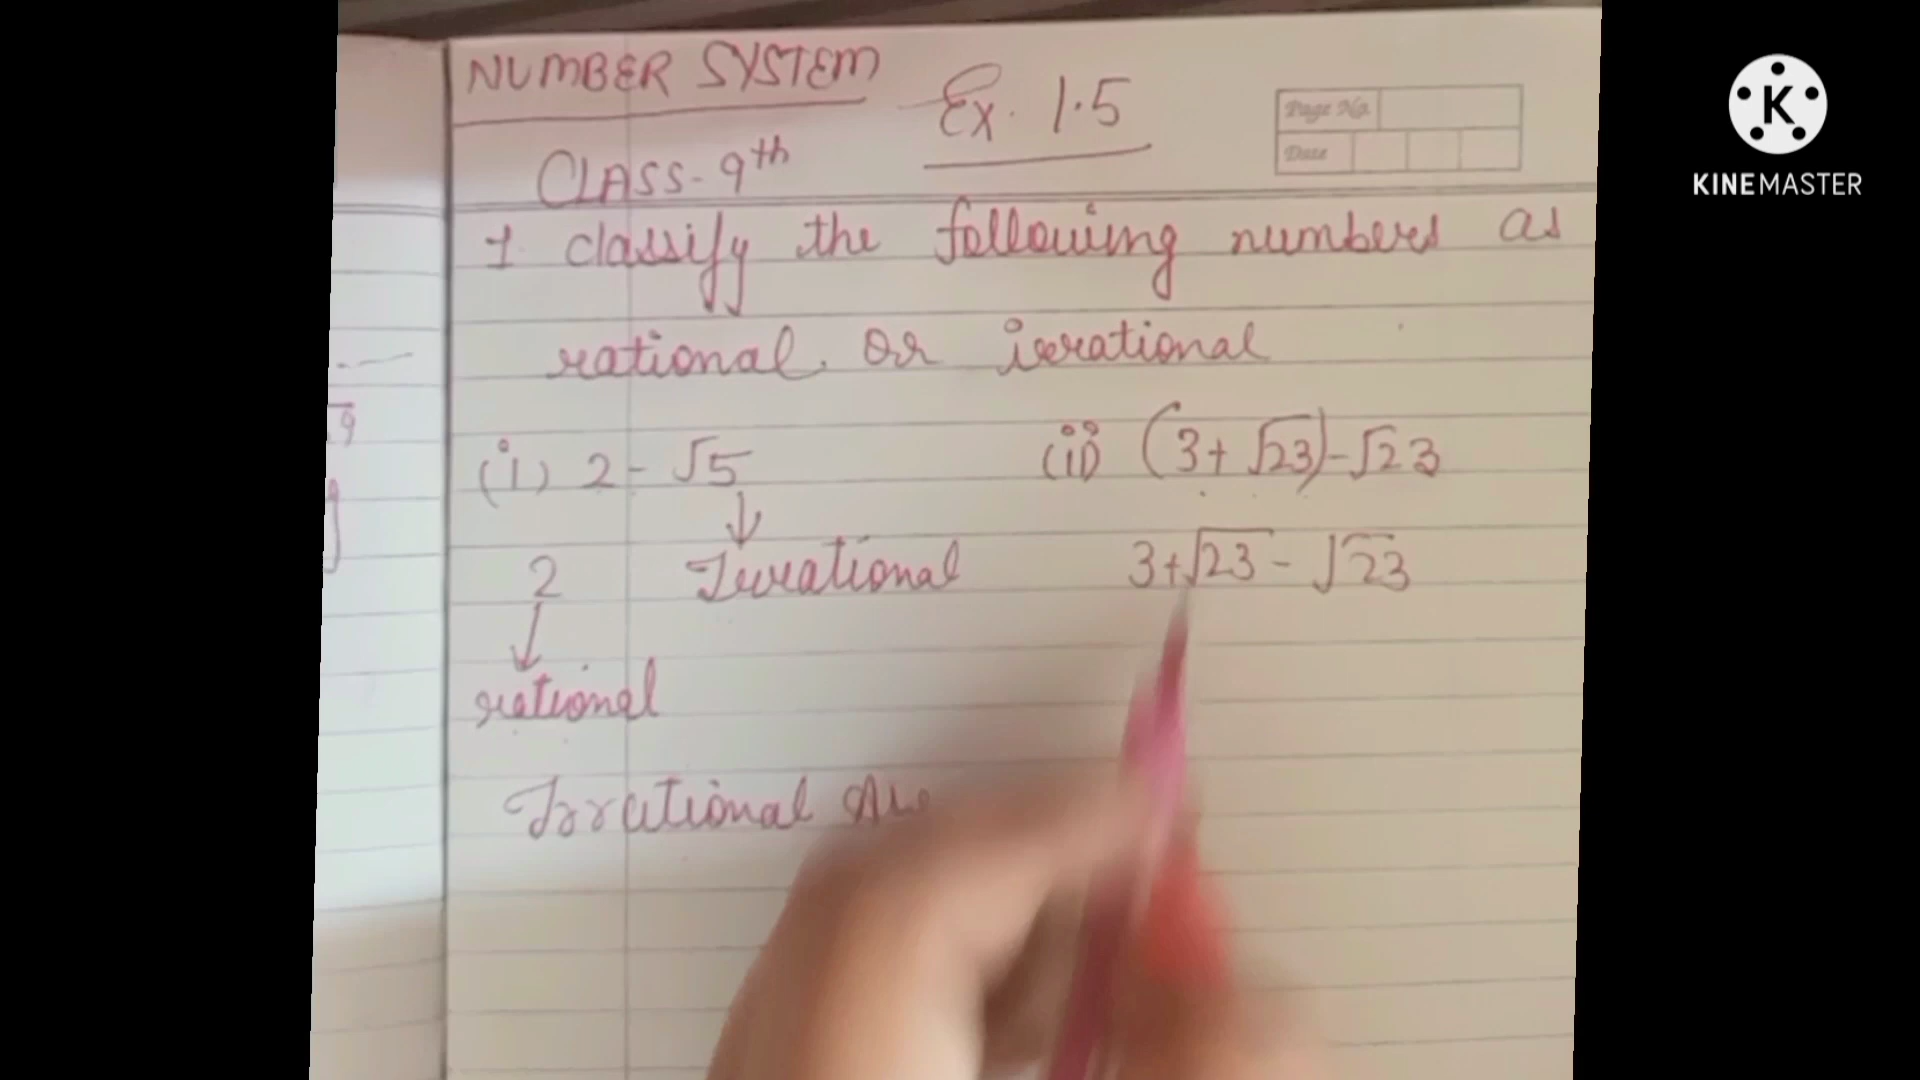 NUMBER SYSTEM
Ex. 1.5
Page No.
Date
CLASS-9th
1. classify the following numbers as
rational or irrational
(i) 2 - √5
(ii) (3+ √23)-√23
2
Irrational
3+√23 - √23
rational
Irrational
K
KINEMASTER